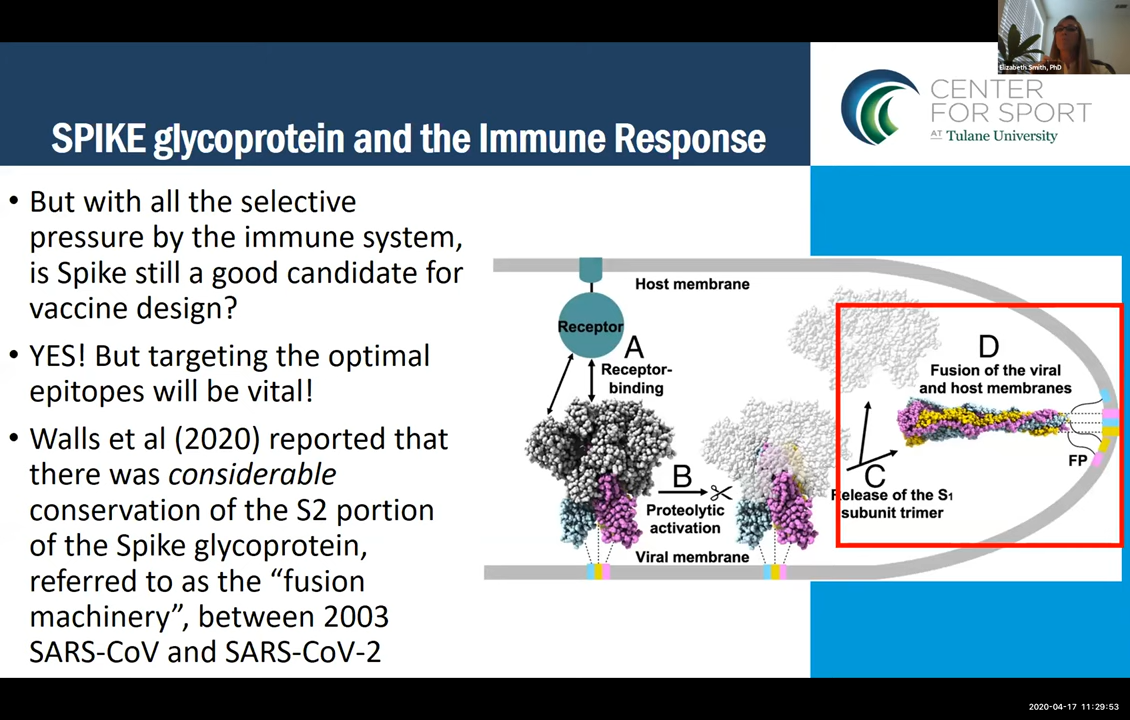 Elizabeth Smith, PhD
CENTER
FOR SPORT
AT Tulane University
SPIKE glycoprotein and the Immune Response
• But with all the selective
pressure by the immune system,
is Spike still a good candidate for
vaccine design?
• YES! But targeting the optimal
epitopes will be vital!
• Walls et al (2020) reported that
there was considerable
conservation of the S2 portion
of the Spike glycoprotein,
referred to as the “fusion
machinery”, between 2003
SARS-CoV and SARS-CoV-2
Host membrane
Receptor
A
Receptor-
binding
B
Proteolytic
activation
Viral membrane
C
Release of the S1
subunit trimer
D
Fusion of the viral
and host membranes
FP
2020-04-17 11:29:53